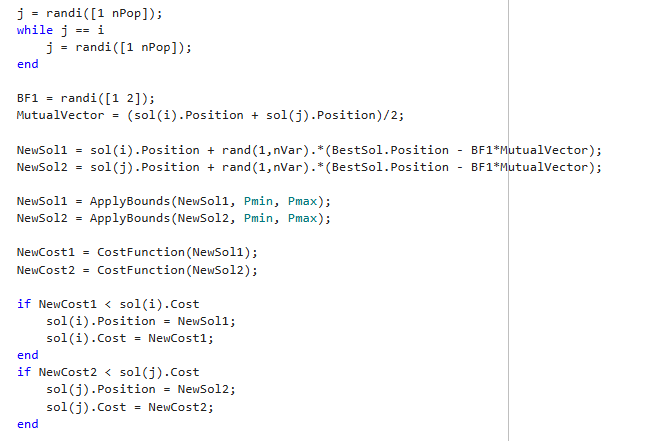 j = randi([1 nPop]);
while j == i
    j = randi([1 nPop]);
end

BF1 = randi([1 2]);
MutualVector = (sol(i).Position + sol(j).Position)/2;

NewSol1 = sol(i).Position + rand(1,nVar).*(BestSol.Position - BF1*MutualVector);
NewSol2 = sol(j).Position + rand(1,nVar).*(BestSol.Position - BF1*MutualVector);

NewSol1 = ApplyBounds(NewSol1, Pmin, Pmax);
NewSol2 = ApplyBounds(NewSol2, Pmin, Pmax);

NewCost1 = CostFunction(NewSol1);
NewCost2 = CostFunction(NewSol2);

if NewCost1 < sol(i).Cost
    sol(i).Position = NewSol1;
    sol(i).Cost = NewCost1;
end
if NewCost2 < sol(j).Cost
    sol(j).Position = NewSol2;
    sol(j).Cost = NewCost2;
end